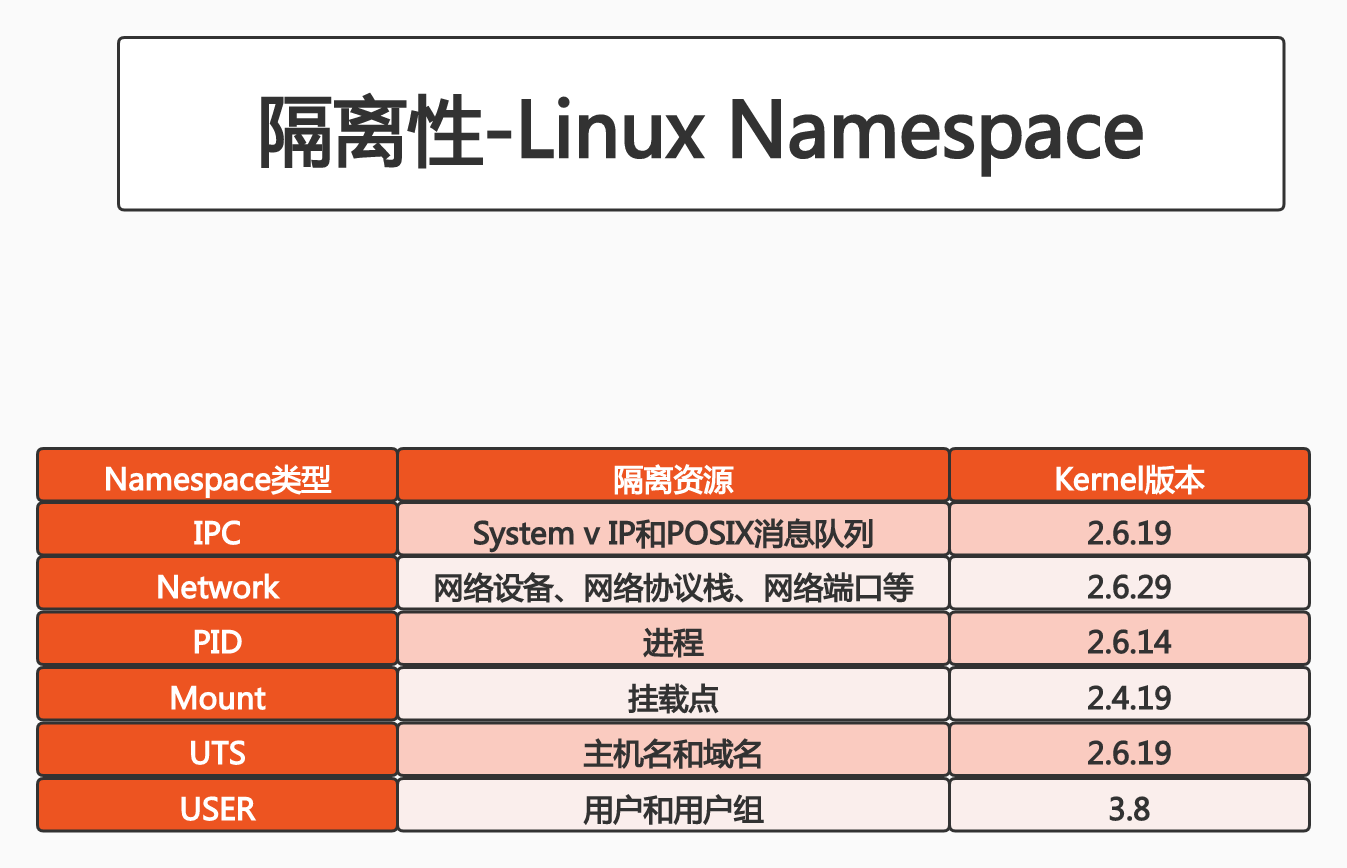 隔离性-Linux Namespace
Namespace类型 隔离资源 Kernel版本
IPC System v IP和POSIX消息队列 2.6.19
Network 网络设备、网络协议栈、网络端口等 2.6.29
PID 进程 2.6.14
Mount 挂载点 2.4.19
UTS 主机名和域名 2.6.19
USER 用户和用户组 3.8